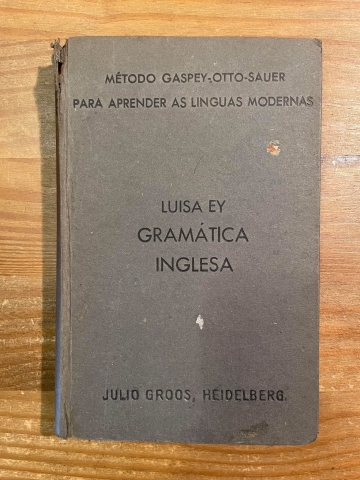 MÉTODO GASPEY-OTTO-SAUER
PARA APRENDER AS LINGUAS MODERNAS
LUISA EY
GRAMÁTICA
INGLESA
JULIO GROOS, HEIDELBERG.